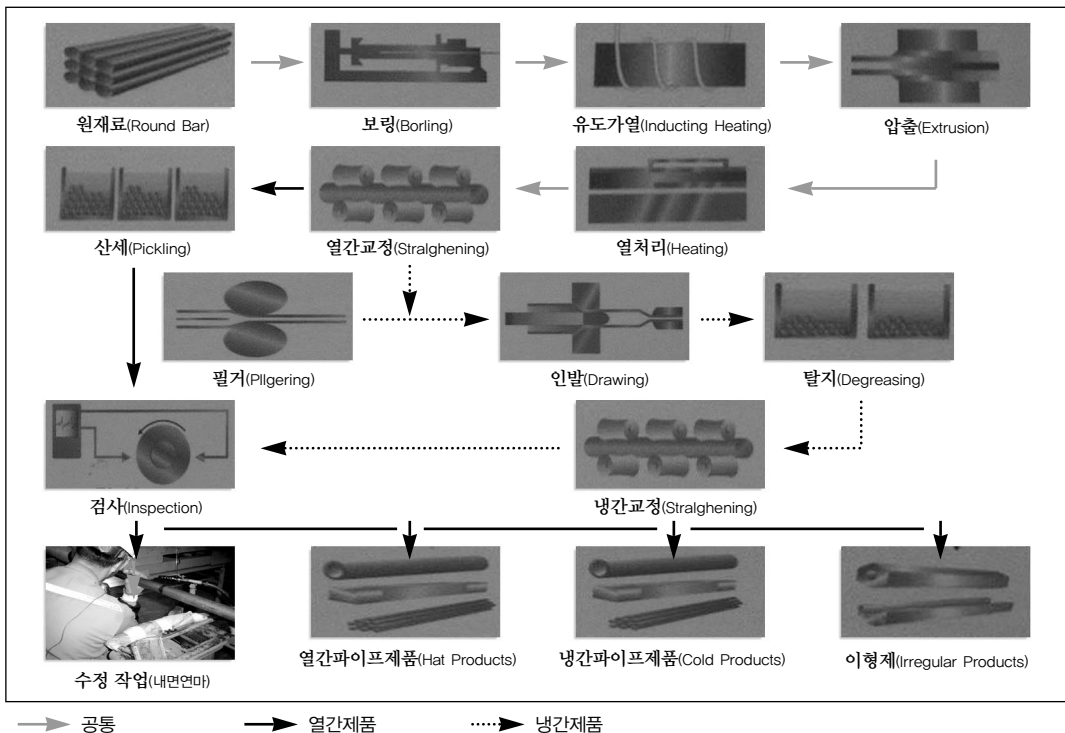 원재료(Round Bar)
보링(Borling)
유도가열(Inducting Heating)
압출(Extrusion)
산세(Pickling)
열간교정(Stralghening)
열처리(Heating)
필거(Pllgering)
인발(Drawing)
탈지(Degreasing)
검사(Inspection)
냉간교정(Stralghening)
수정 작업(내면연마)
열간파이프제품(Hat Products)
냉간파이프제품(Cold Products)
이형제(Irregular Products)
공통
열간제품
냉간제품